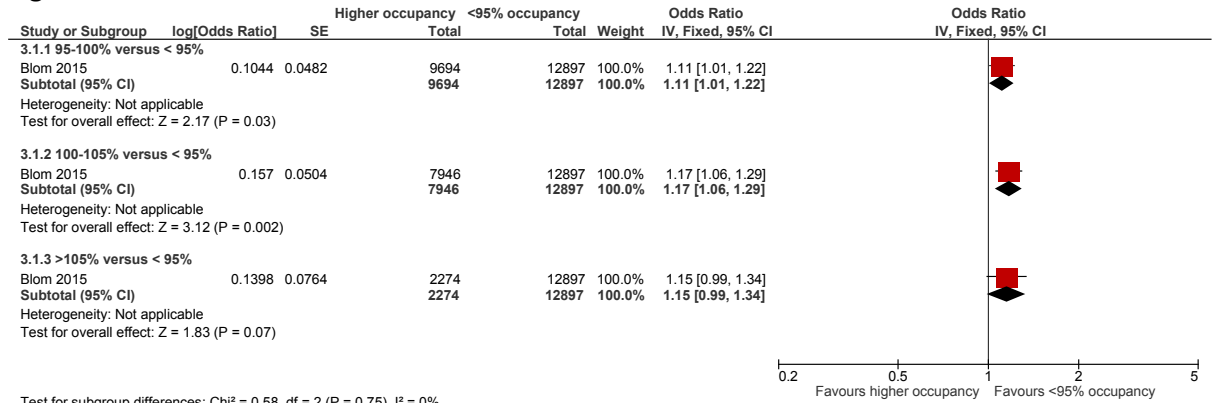 Higher occupancy <95% occupancy Odds Ratio Odds Ratio
Study or Subgroup log[Odds Ratio] SE Total Total Weight IV, Fixed, 95% CI IV, Fixed, 95% CI
3.1.1 95-100% versus < 95%
Blom 2015 0.1044 0.0482 9694 12897 100.0% 1.11 [1.01, 1.22]
Subtotal (95% CI) 9694 12897 100.0% 1.11 [1.01, 1.22]
Heterogeneity: Not applicable
Test for overall effect: Z = 2.17 (P = 0.03)
3.1.2 100-105% versus < 95%
Blom 2015 0.157 0.0504 7946 12897 100.0% 1.17 [1.06, 1.29]
Subtotal (95% CI) 7946 12897 100.0% 1.17 [1.06, 1.29]
Heterogeneity: Not applicable
Test for overall effect: Z = 3.12 (P = 0.002)
3.1.3 >105% versus < 95%
Blom 2015 0.1398 0.0764 2274 12897 100.0% 1.15 [0.99, 1.34]
Subtotal (95% CI) 2274 12897 100.0% 1.15 [0.99, 1.34]
Heterogeneity: Not applicable
Test for overall effect: Z = 1.83 (P = 0.07)
0.2 0.5 1 2 5
Favours higher occupancy Favours <95% occupancy
Test for subgroup differences: Chi² = 0.58, df = 2 (P = 0.75), I² = 0%